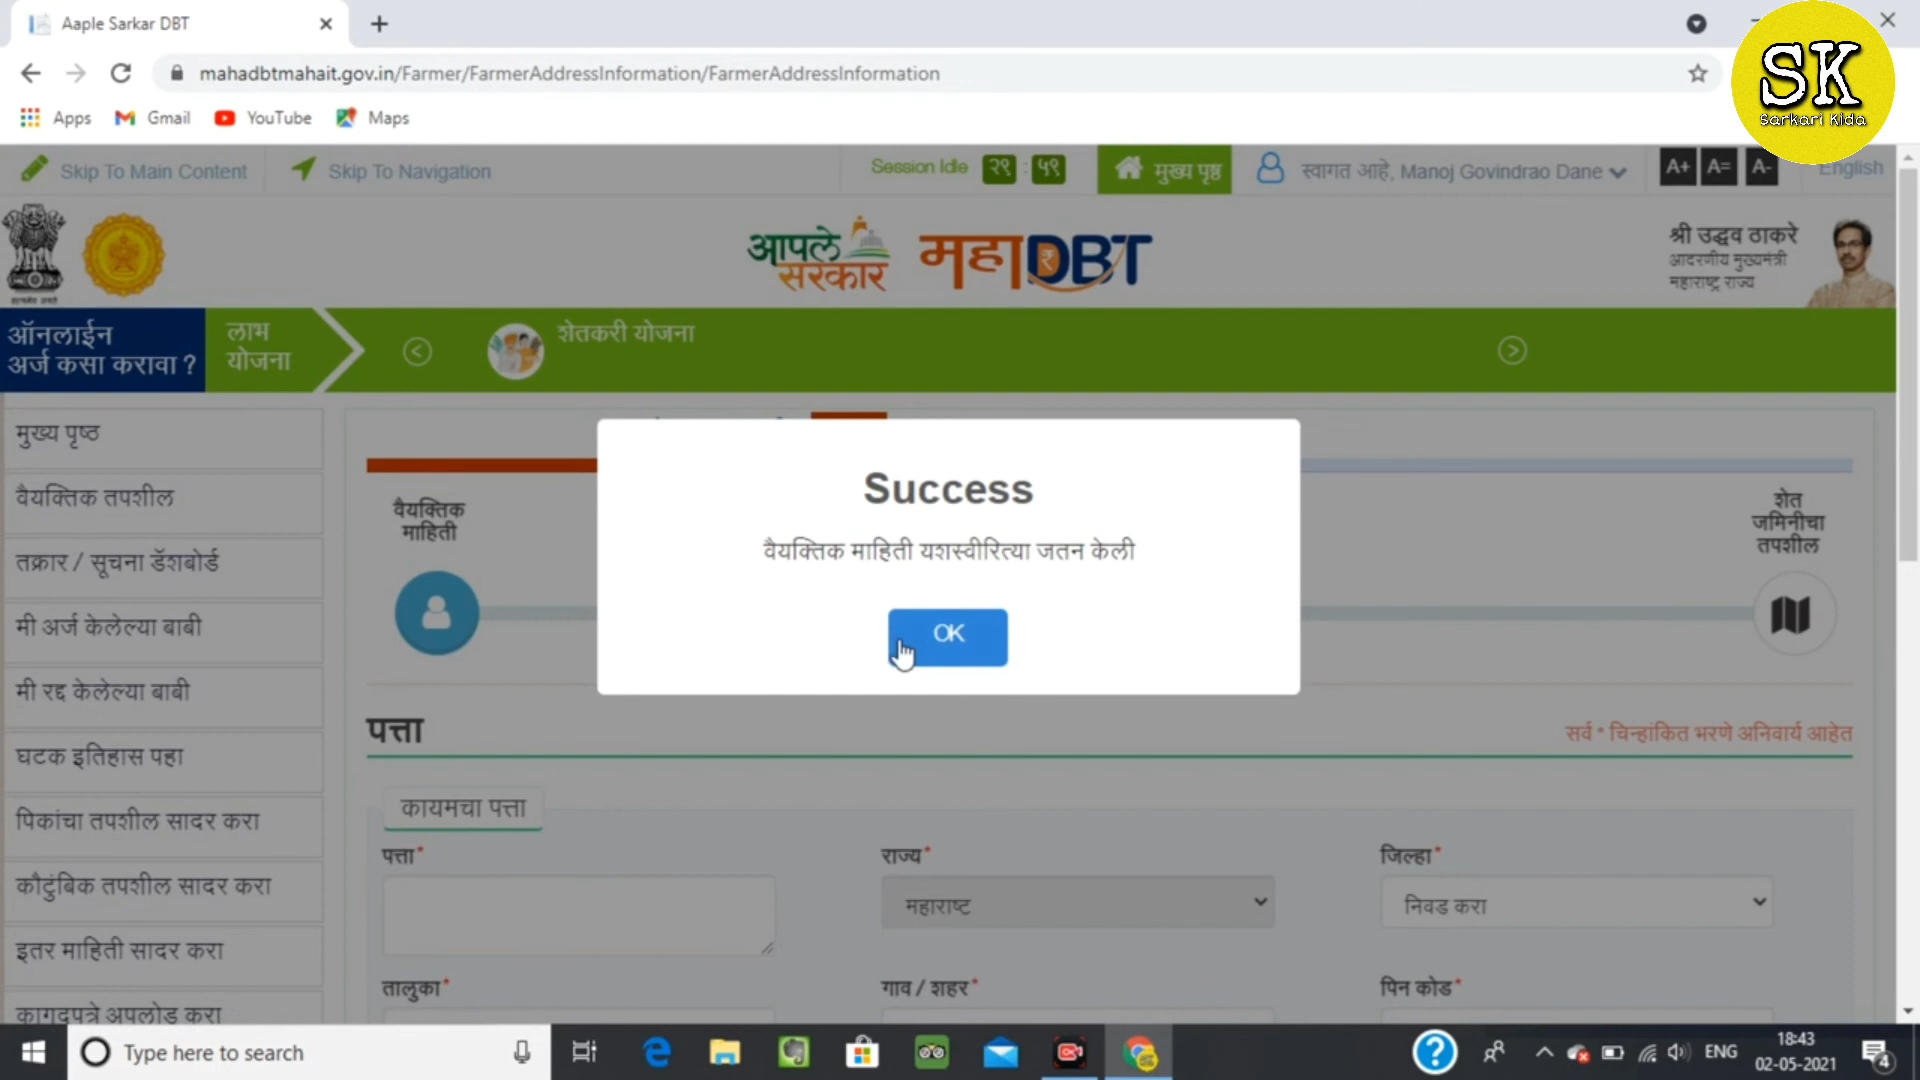 Aaple Sarkar DBT
mahadbtmahait.gov.in/Farmer/FarmerAddressInformation/FarmerAddressInformation
Apps Gmail YouTube Maps
SK
Sarkari Kida
Skip To Main Content Skip To Navigation Session Idle २९ : ५९ मुख्य पृष्ठ स्वागत आहे, Manoj Govindrao Dane A+ A= A- English
आपले सरकार महाDBT
श्री उद्धव ठाकरे
आदरणीय मुख्यमंत्री
महाराष्ट्र राज्य
ऑनलाईन
अर्ज कसा करावा ?
लाभ
योजना
शेतकरी योजना
मुख्य पृष्ठ
वैयक्तिक तपशील
तक्रार / सूचना डॅशबोर्ड
मी अर्ज केलेल्या बाबी
मी रद्द केलेल्या बाबी
घटक इतिहास पहा
पिकांचा तपशील सादर करा
कौटुंबिक तपशील सादर करा
इतर माहिती सादर करा
कागदपत्रे अपलोड करा
वैयक्तिक
माहिती
Success
वैयक्तिक माहिती यशस्वीरित्या जतन केली
OK
शेत
जमिनीचा
तपशील
पत्ता
सर्व * चिन्हांकित भरणे अनिवार्य आहेत
कायमचा पत्ता
पत्ता* राज्य* जिल्हा*
महाराष्ट निवड करा
तालुका* गाव / शहर* पिन कोड*
Type here to search
ENG
18:43
02-05-2021
4